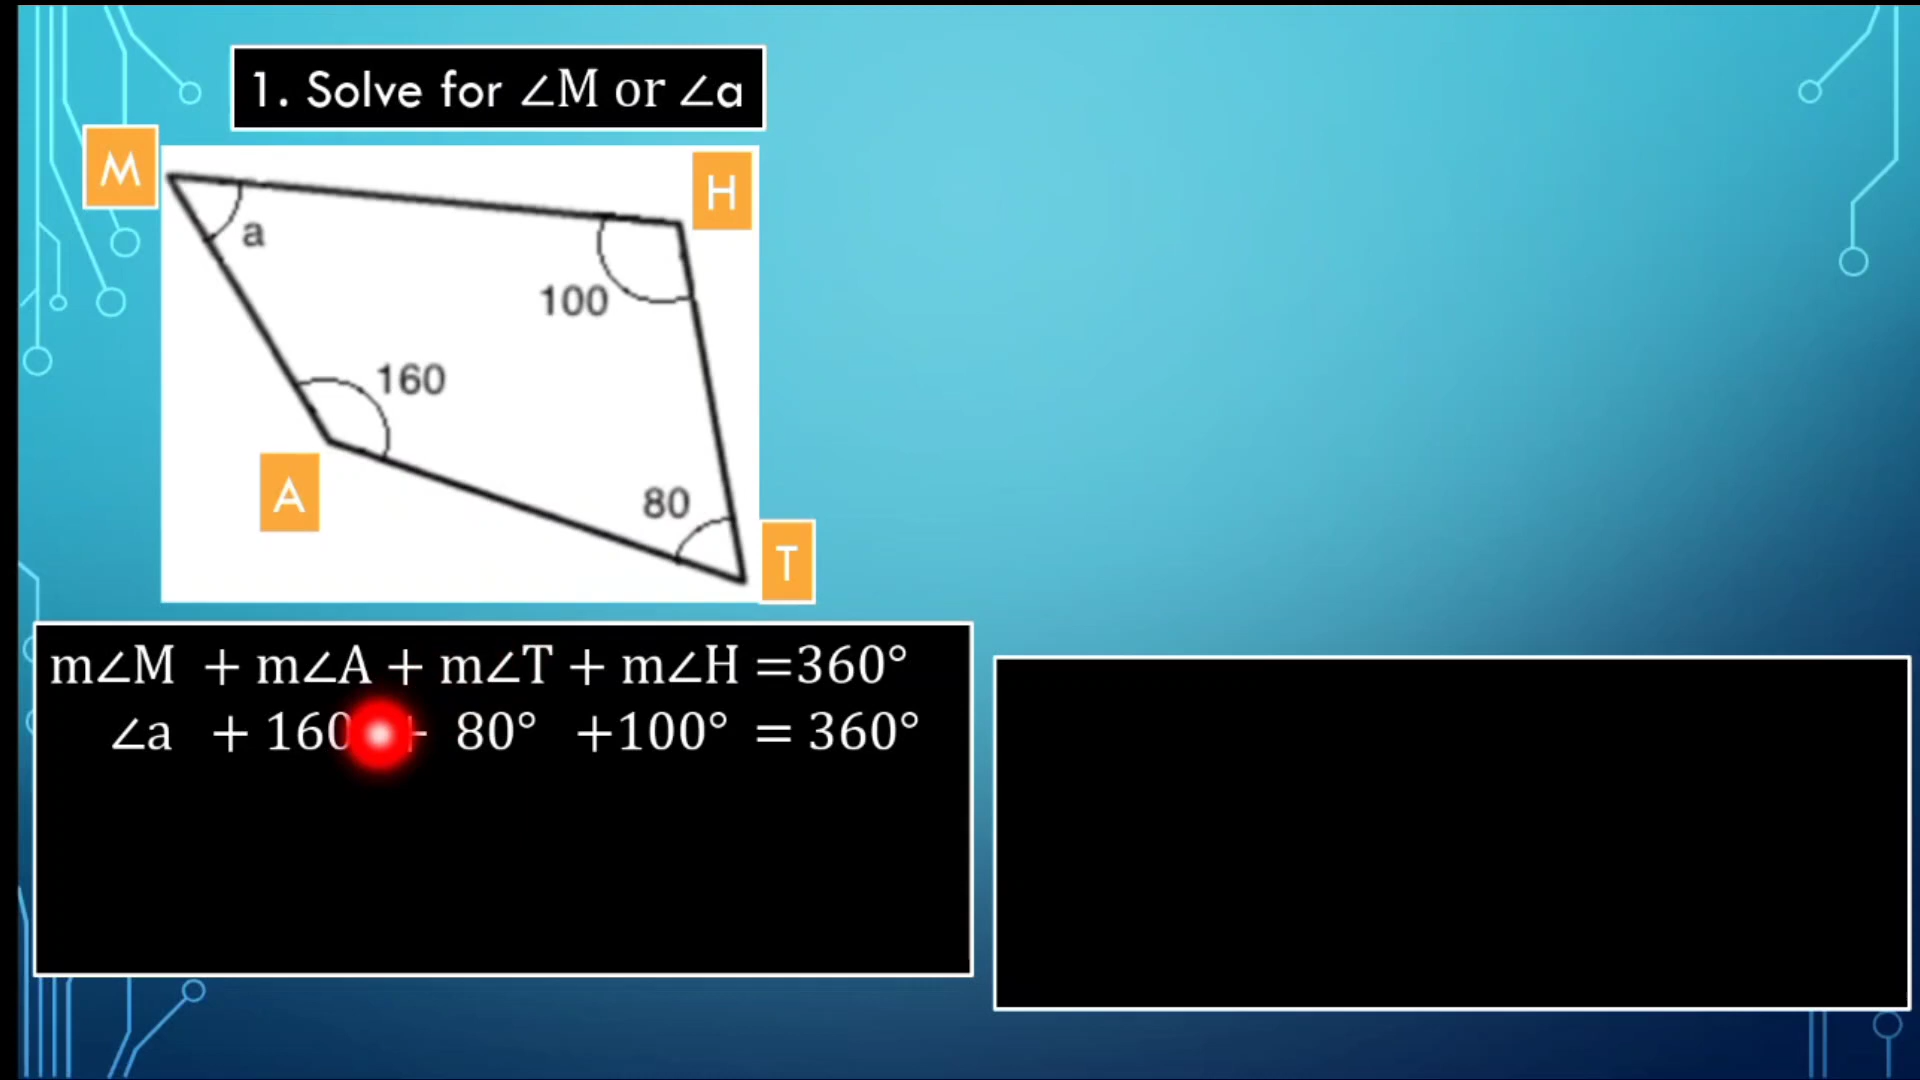 1. Solve for ∠M or ∠a
M
H
a
100
160
A
80
T
m∠M + m∠A + m∠T + m∠H =360°
∠a + 160 + 80° +100° = 360°